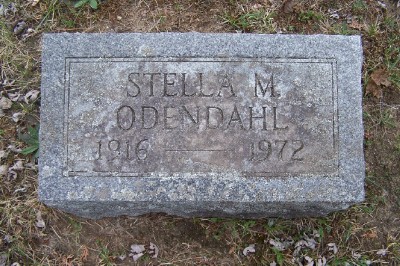 STELLA M.
ODENDAHL
1916 — 1972